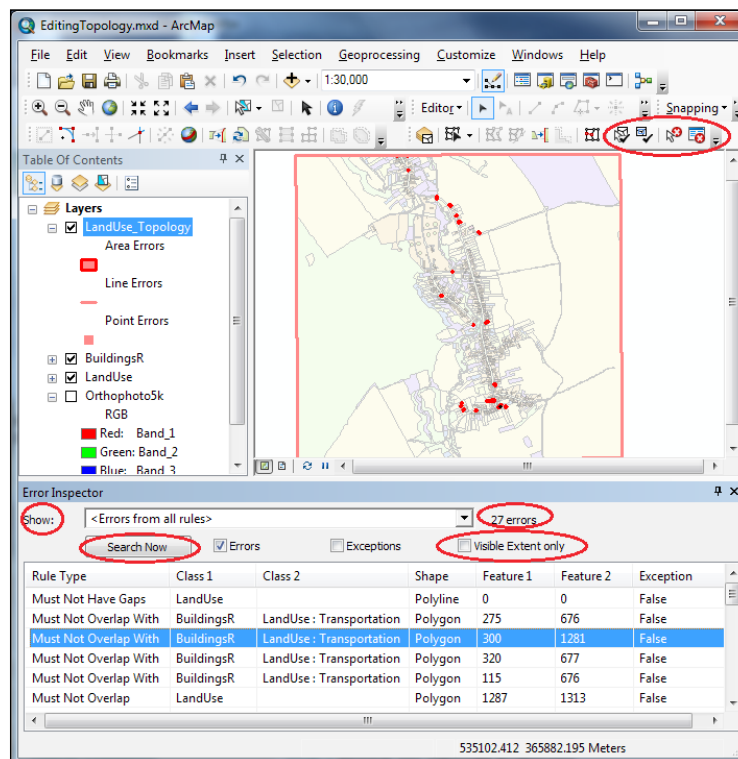 EditingTopology.mxd - ArcMap
File Edit View Bookmarks Insert Selection Geoprocessing Customize Windows Help
1:30,000
Editor Snapping
Table Of Contents
Layers
LandUse_Topology
Area Errors
Line Errors
Point Errors
BuildingsR
LandUse
Orthophoto5k
RGB
Red: Band_1
Green: Band_2
Blue: Band_3
Error Inspector
Show: <Errors from all rules> 27 errors
Search Now Errors Exceptions Visible Extent only
Rule Type Class 1 Class 2 Shape Feature 1 Feature 2 Exception
Must Not Have Gaps LandUse Polyline 0 0 False
Must Not Overlap With BuildingsR LandUse : Transportation Polygon 275 676 False
Must Not Overlap With BuildingsR LandUse : Transportation Polygon 300 1281 False
Must Not Overlap With BuildingsR LandUse : Transportation Polygon 320 677 False
Must Not Overlap With BuildingsR LandUse : Transportation Polygon 115 676 False
Must Not Overlap LandUse Polygon 1287 1313 False
535102.412 365882.195 Meters